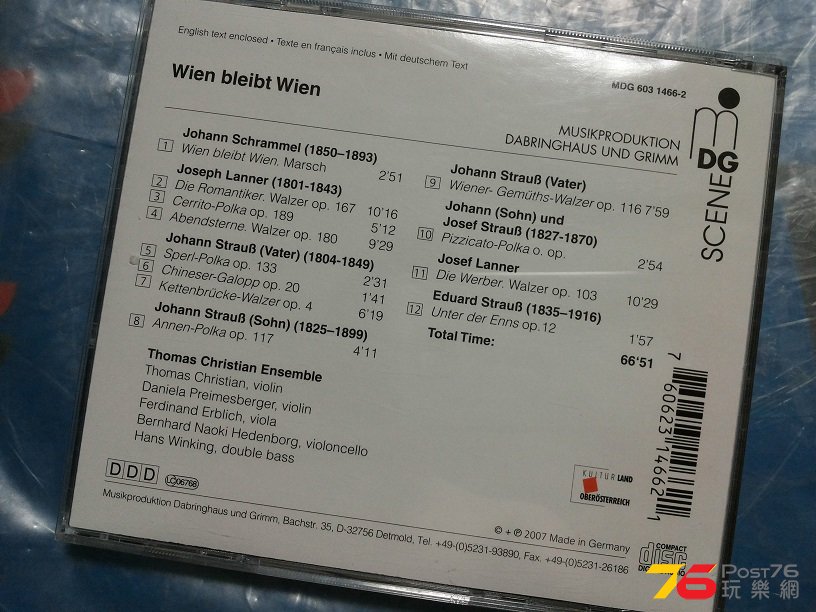 English text enclosed • Texte en français inclus • Mit deutschem Text
Wien bleibt Wien
MDG 603 1466-2
MUSIKPRODUKTION
DABRINGHAUS UND GRIMM
MDG
SCENE
Johann Schrammel (1850–1893)
1 Wien bleibt Wien. Marsch 2'51
Joseph Lanner (1801-1843)
2 Die Romantiker. Walzer op. 167 10'16
3 Cerrito-Polka op. 189 5'12
4 Abendsterne. Walzer op. 180 9'29
Johann Strauß (Vater) (1804-1849)
5 Sperl-Polka op. 133 2'31
6 Chineser-Galopp op. 20 1'41
7 Kettenbrücke-Walzer op. 4 6'19
Johann Strauß (Sohn) (1825–1899)
8 Annen-Polka op. 117 4'11
Johann Strauß (Vater)
9 Wiener- Gemüths-Walzer op. 116 7'59
Johann (Sohn) und
Josef Strauß (1827-1870)
10 Pizzicato-Polka o. op. 2'54
Josef Lanner
11 Die Werber. Walzer op. 103 10'29
Eduard Strauß (1835–1916)
12 Unter der Enns op.12 1'57
Total Time: 66'51
Thomas Christian Ensemble
Thomas Christian, violin
Daniela Preimesberger, violin
Ferdinand Erblich, viola
Bernhard Naoki Hedenborg, violoncello
Hans Winking, double bass
7 60623 14662 1
DDD
LC 06768
KULTUR LAND
OBERÖSTERREICH
© + ℗ 2007 Made in Germany
Musikproduktion Dabringhaus und Grimm, Bachstr. 35, D-32756 Detmold, Tel. +49-(0)5231-93890, Fax. +49-(0)5231-26186
COMPACT
disc
DIGITAL AUDIO
76 Post76
玩樂網